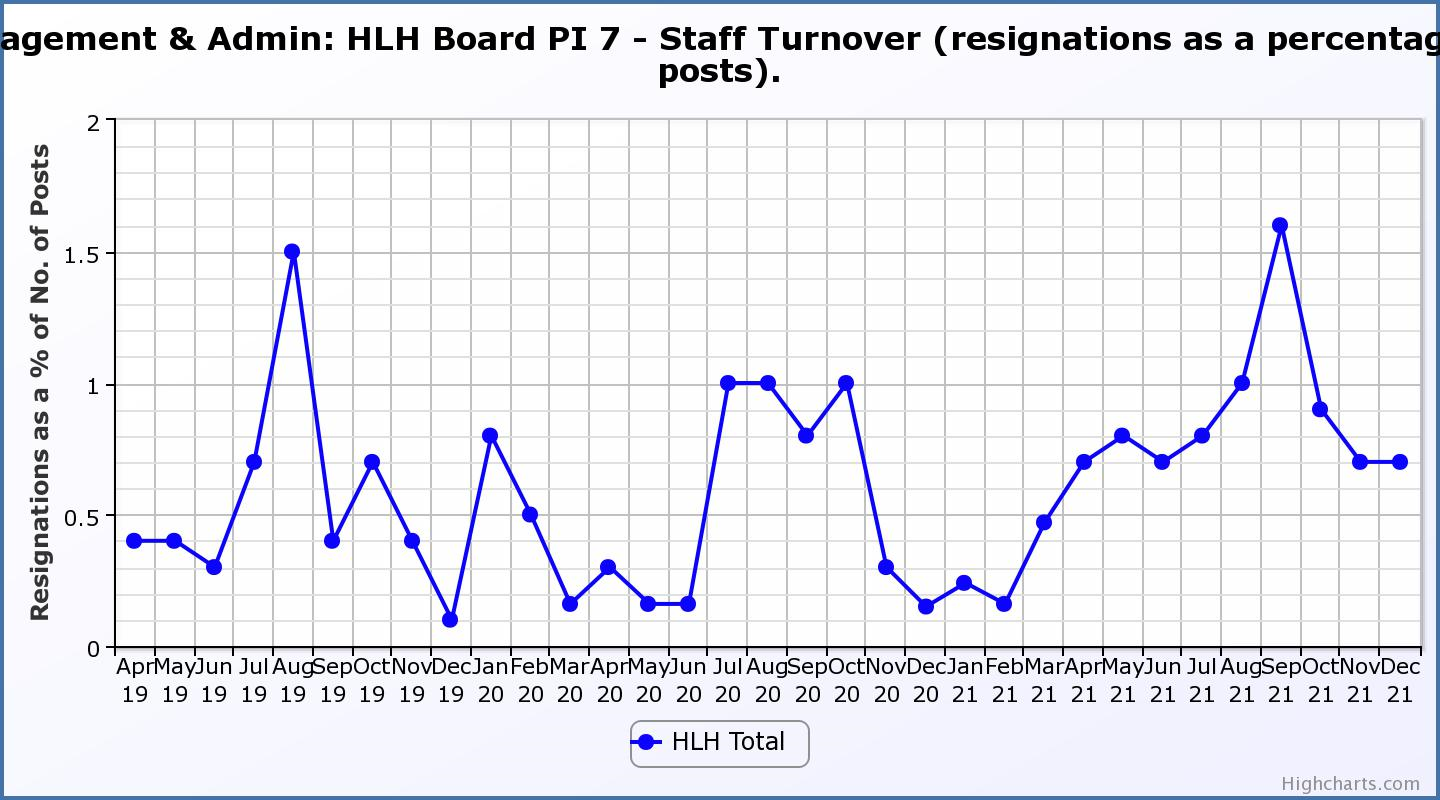 agement & Admin: HLH Board PI 7 - Staff Turnover (resignations as a percentag
posts).
Resignations as a % of No. of Posts
2
1.5
1
0.5
0
Apr May Jun Jul Aug Sep Oct Nov Dec Jan Feb Mar Apr May Jun Jul Aug Sep Oct Nov Dec Jan Feb Mar Apr May Jun Jul Aug Sep Oct Nov Dec
19 19 19 19 19 19 19 19 19 20 20 20 20 20 20 20 20 20 20 20 20 21 21 21 21 21 21 21 21 21 21 21 21
HLH Total
Highcharts.com